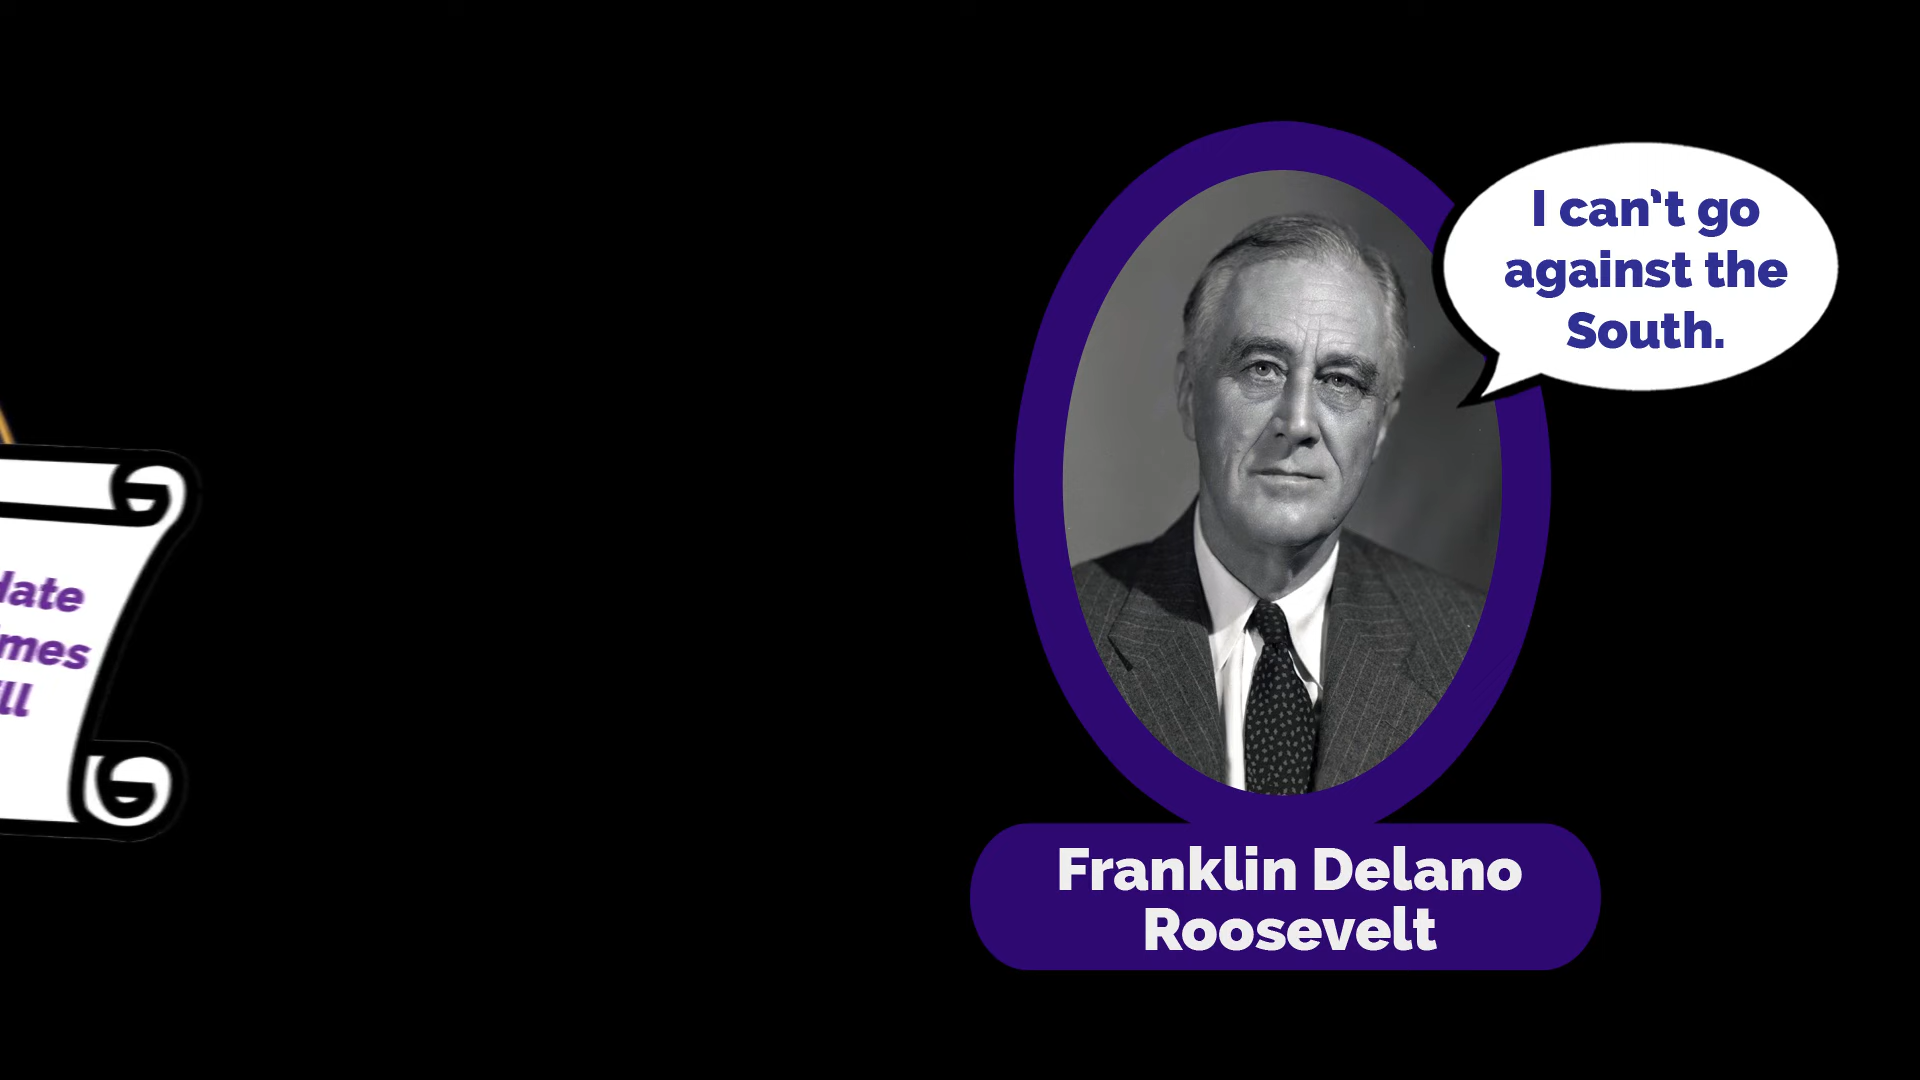 I can't go
against the
South.
Franklin Delano
Roosevelt